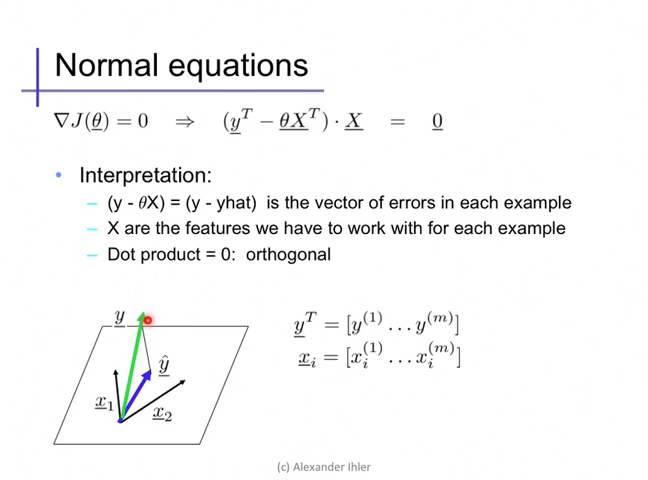 Normal equations
∇J(θ) = 0 ⇒ (y^T − θX^T) · X = 0
• Interpretation:
– (y - θX) = (y - yhat) is the vector of errors in each example
– X are the features we have to work with for each example
– Dot product = 0: orthogonal
y
ŷ
x₁
x₂
y^T = [y^(1) … y^(m)]
x_i = [x_i^(1) … x_i^(m)]
(c) Alexander Ihler